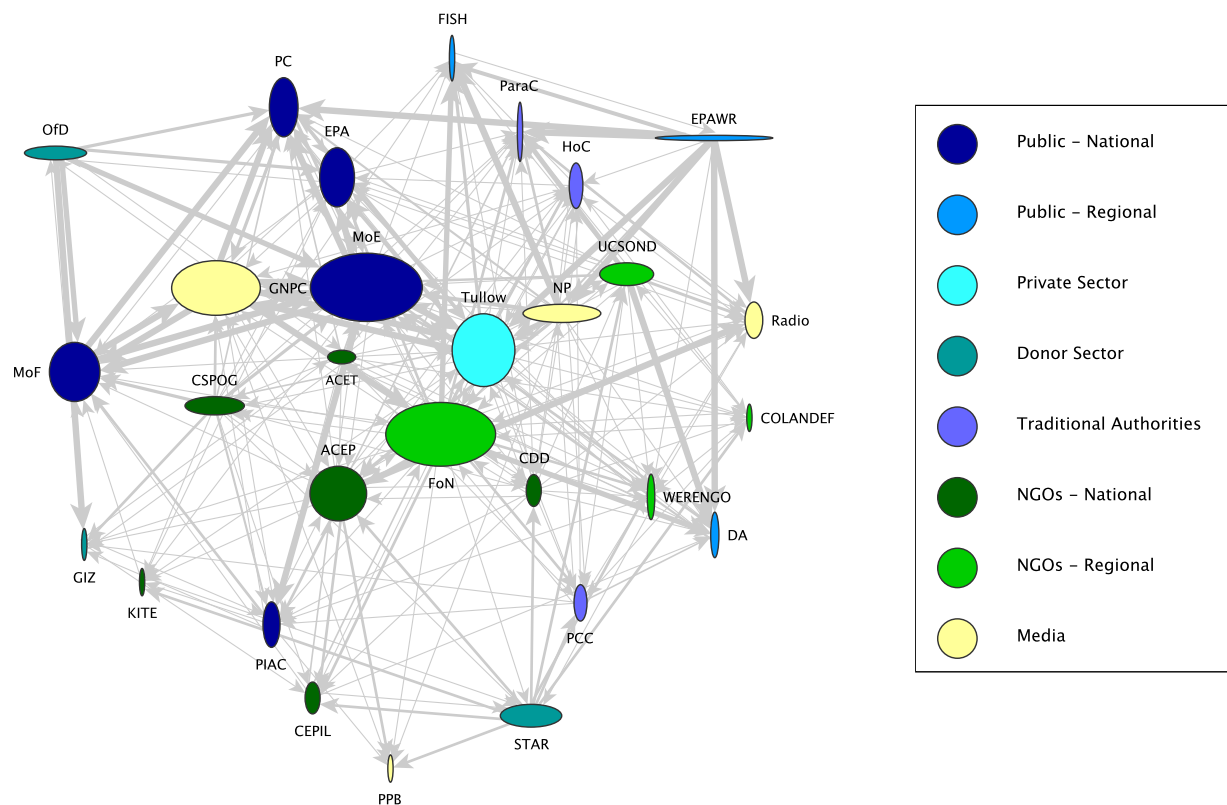 FISH
PC
ParaC
EPAWR
OfD
EPA
HoC
MoE
UCSOND
GNPC
NP
Tullow
Radio
MoF
CSPOG
ACET
COLANDEF
ACEP
FoN
CDD
WERENGO
DA
GIZ
KITE
PIAC
PCC
CEPIL
STAR
PPB
Public – National
Public – Regional
Private Sector
Donor Sector
Traditional Authorities
NGOs – National
NGOs – Regional
Media